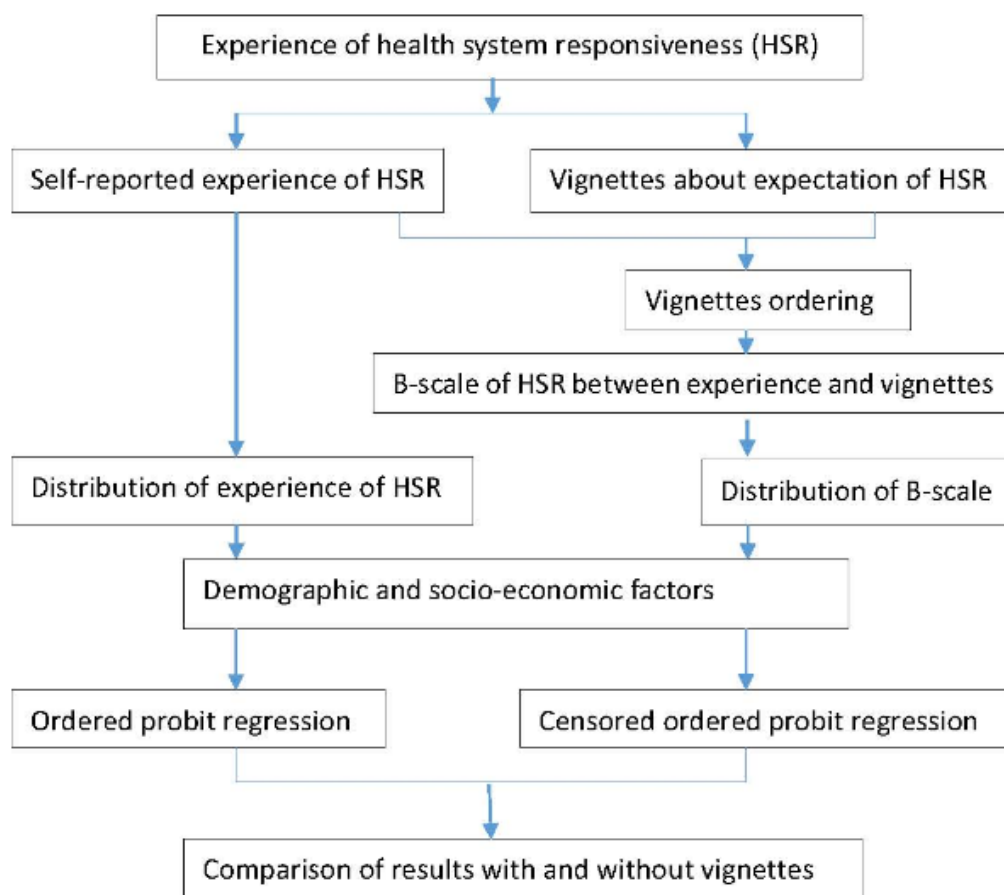 Experience of health system responsiveness (HSR)
Self-reported experience of HSR
Vignettes about expectation of HSR
Vignettes ordering
B-scale of HSR between experience and vignettes
Distribution of experience of HSR
Distribution of B-scale
Demographic and socio-economic factors
Ordered probit regression
Censored ordered probit regression
Comparison of results with and without vignettes